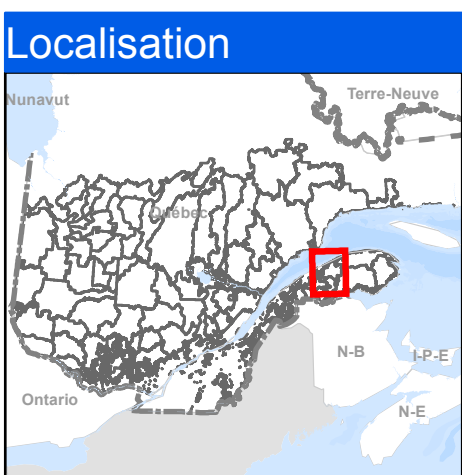 Localisation
Nunavut
Terre-Neuve
Québec
N-B
I-P-E
Ontario
N-E